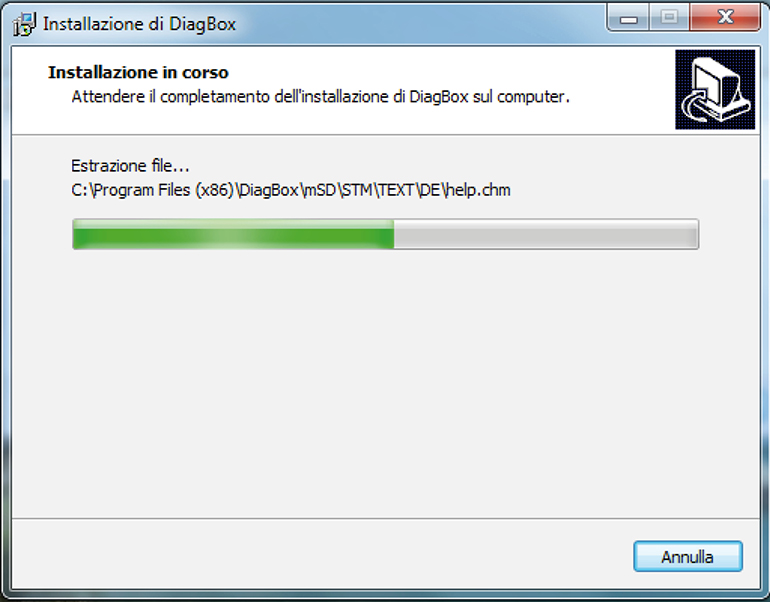 Installazione di DiagBox
Installazione in corso
Attendere il completamento dell'installazione di DiagBox sul computer.
Estrazione file...
C:\Program Files (x86)\DiagBox\mSD\STM\TEXT\DE\help.chm
Annulla